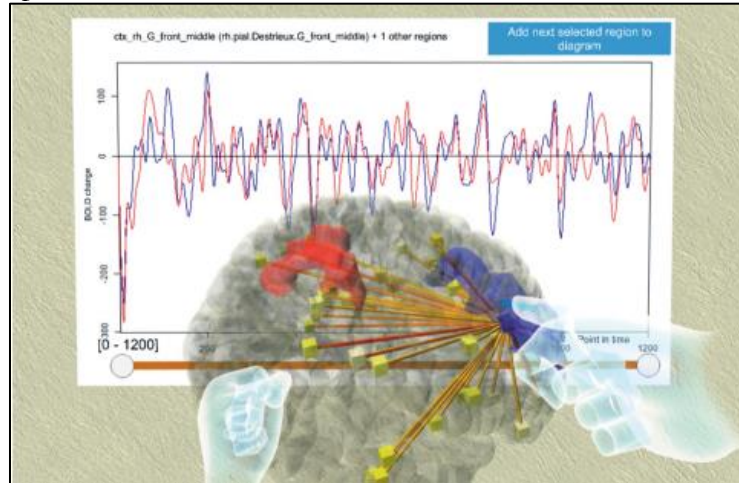 ctx_rh_G_front_middle (rh.pial.Destrieux.G_front_middle) + 1 other regions
Add next selected region to
diagram
100
0
-100
-200
-300
BOLD change
[0 - 1200]
200
Point in time
1200